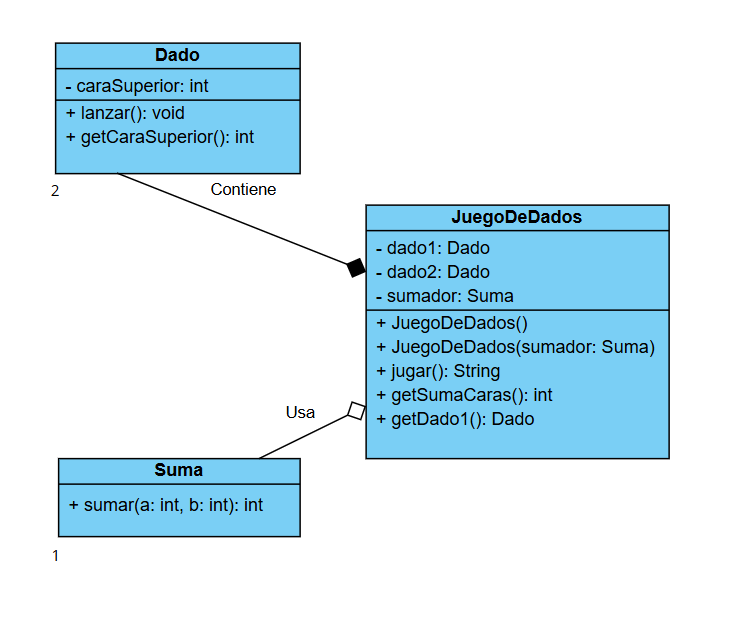 Dado
- caraSuperior: int
+ lanzar(): void
+ getCaraSuperior(): int
2
Contiene
JuegoDeDados
- dado1: Dado
- dado2: Dado
- sumador: Suma
+ JuegoDeDados()
+ JuegoDeDados(sumador: Suma)
+ jugar(): String
+ getSumaCaras(): int
+ getDado1(): Dado
Usa
Suma
+ sumar(a: int, b: int): int
1